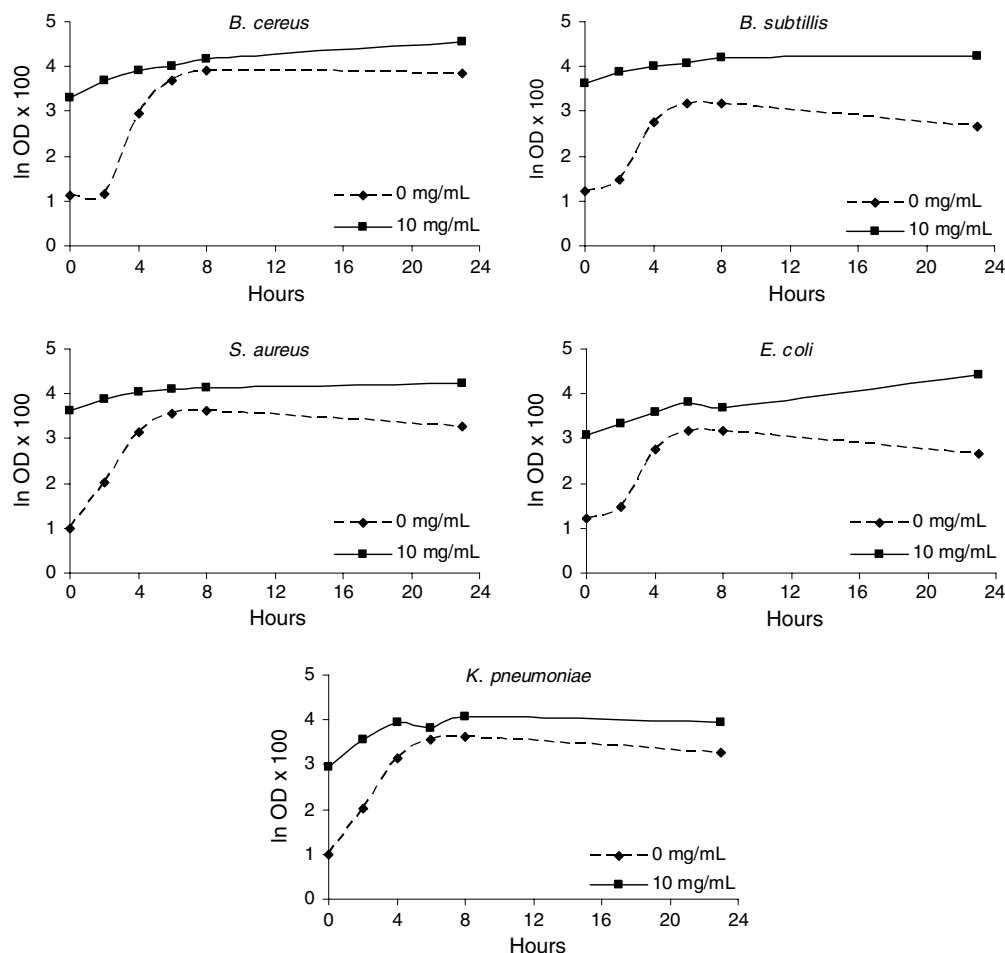 B. cereus
5
4
3
2
1
0
ln OD x 100
0 4 8 12 16 20 24
Hours
0 mg/mL
10 mg/mL
B. subtillis
5
4
3
2
1
0
ln OD x 100
0 4 8 12 16 20 24
Hours
0 mg/mL
10 mg/mL
S. aureus
5
4
3
2
1
0
ln OD x 100
0 4 8 12 16 20 24
Hours
0 mg/mL
10 mg/mL
E. coli
5
4
3
2
1
0
ln OD x 100
0 4 8 12 16 20 24
Hours
0 mg/mL
10 mg/mL
K. pneumoniae
5
4
3
2
1
0
ln OD x 100
0 4 8 12 16 20 24
Hours
0 mg/mL
10 mg/mL